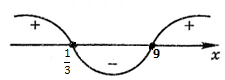 + +
–
1/3 9 x